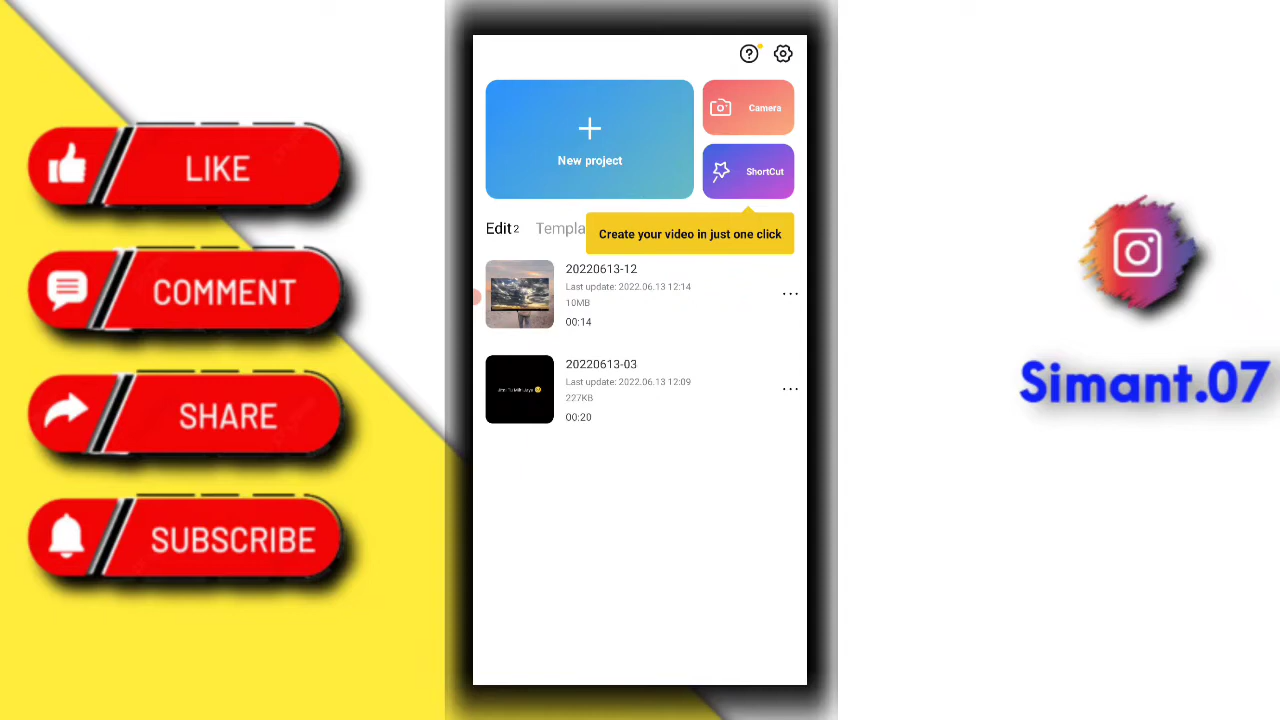 LIKE
COMMENT
SHARE
SUBSCRIBE
Camera
New project
ShortCut
Edit 2
Templa
Create your video in just one click
20220613-12
Last update: 2022.06.13 12:14
10MB
00:14
20220613-03
Last update: 2022.06.13 12:09
227KB
00:20
Simant.07